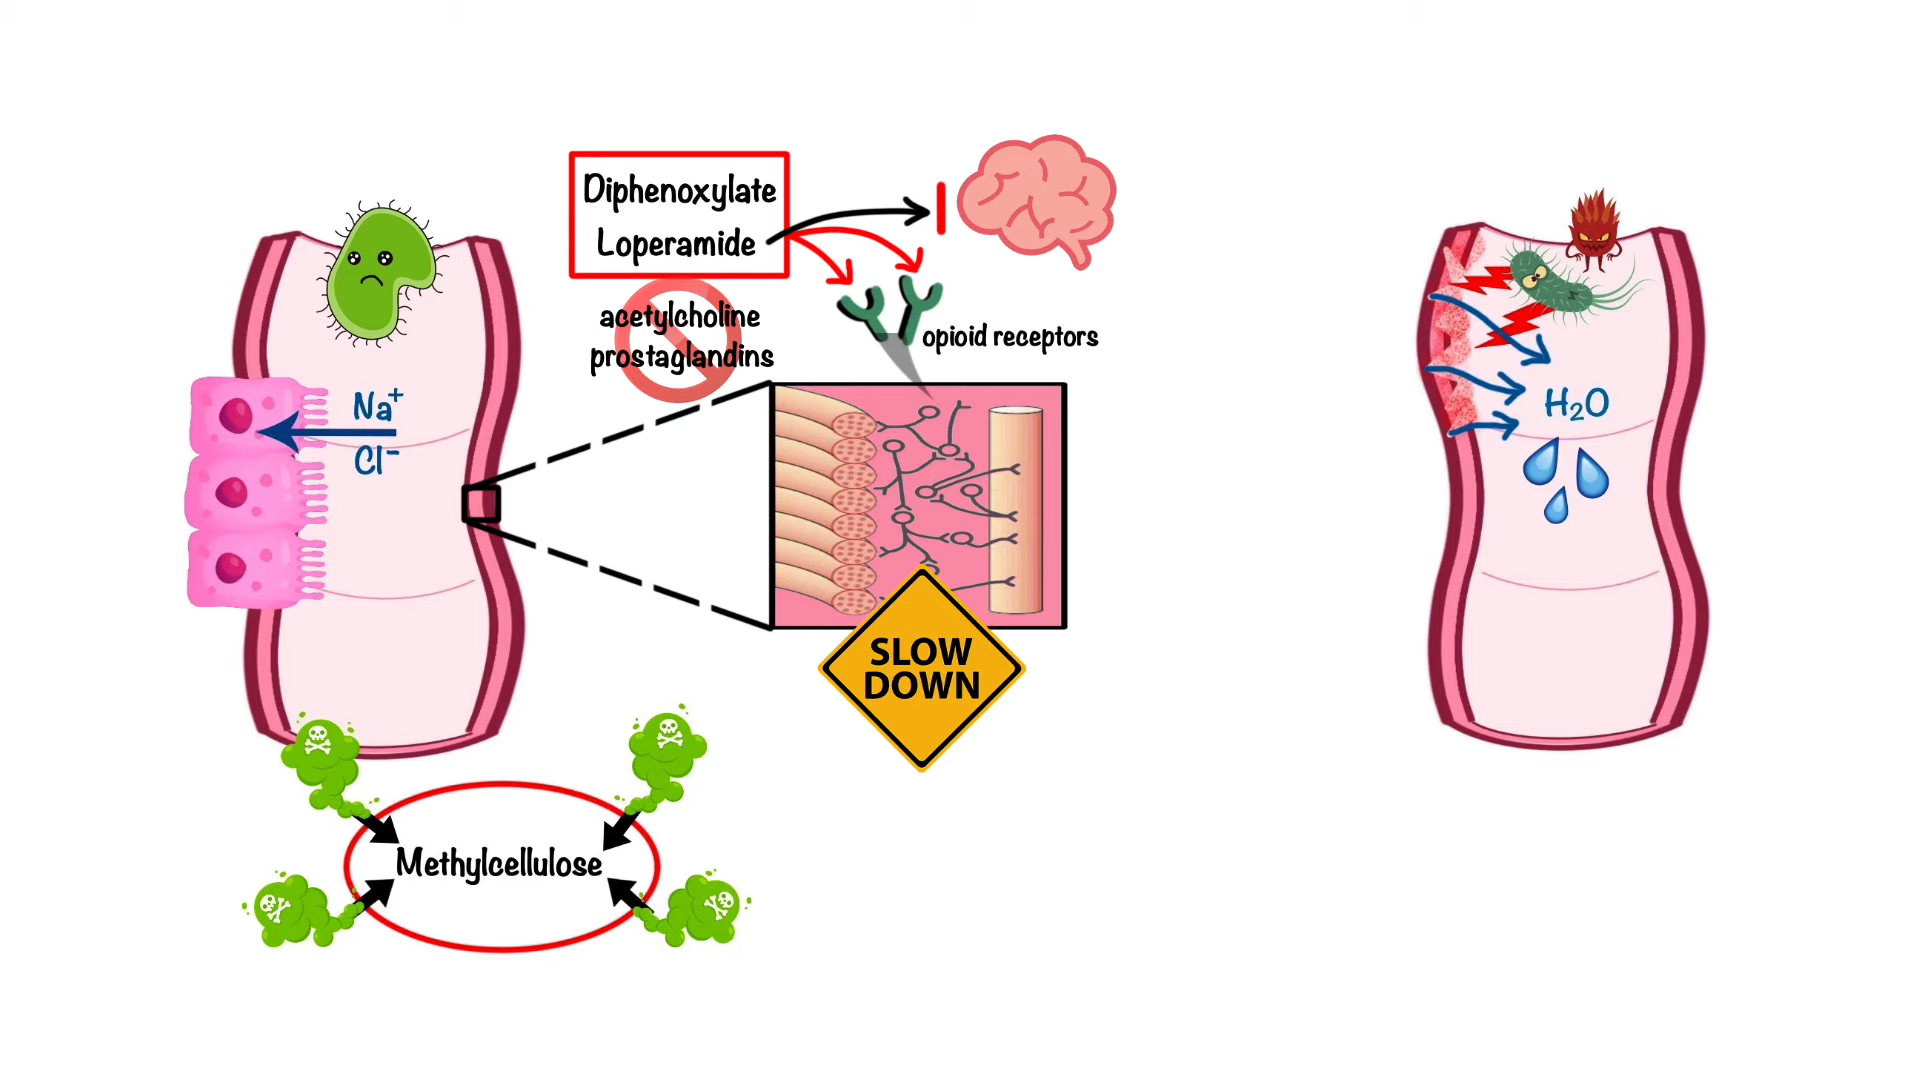 Diphenoxylate
Loperamide
acetylcholine
prostaglandins
opioid receptors
Na⁺
Cl⁻
H₂O
SLOW
DOWN
Methylcellulose